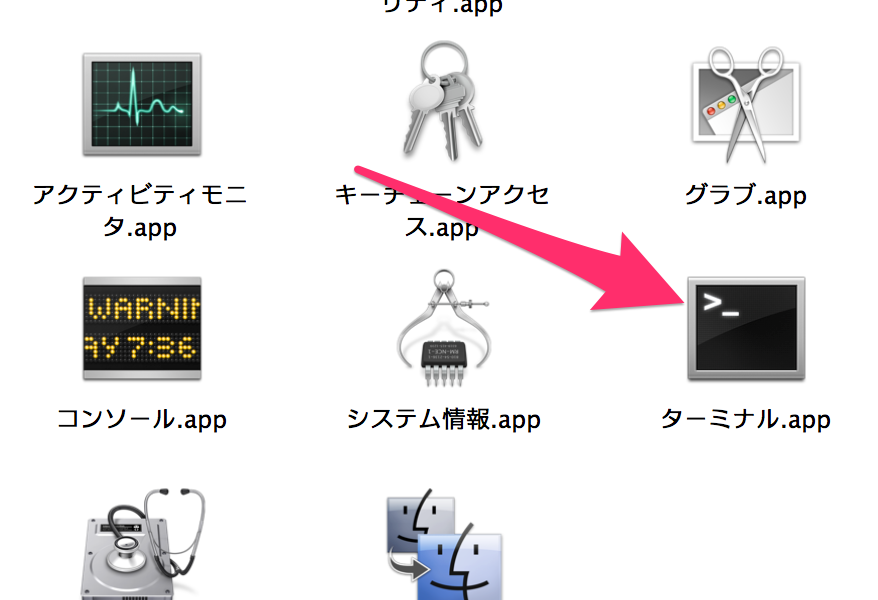 リティ.app
アクティビティモニ
タ.app
キーチェーンアクセ
ス.app
グラブ.app
WARNIN
AY 7:36
>_
コンソール.app
システム情報.app
ターミナル.app